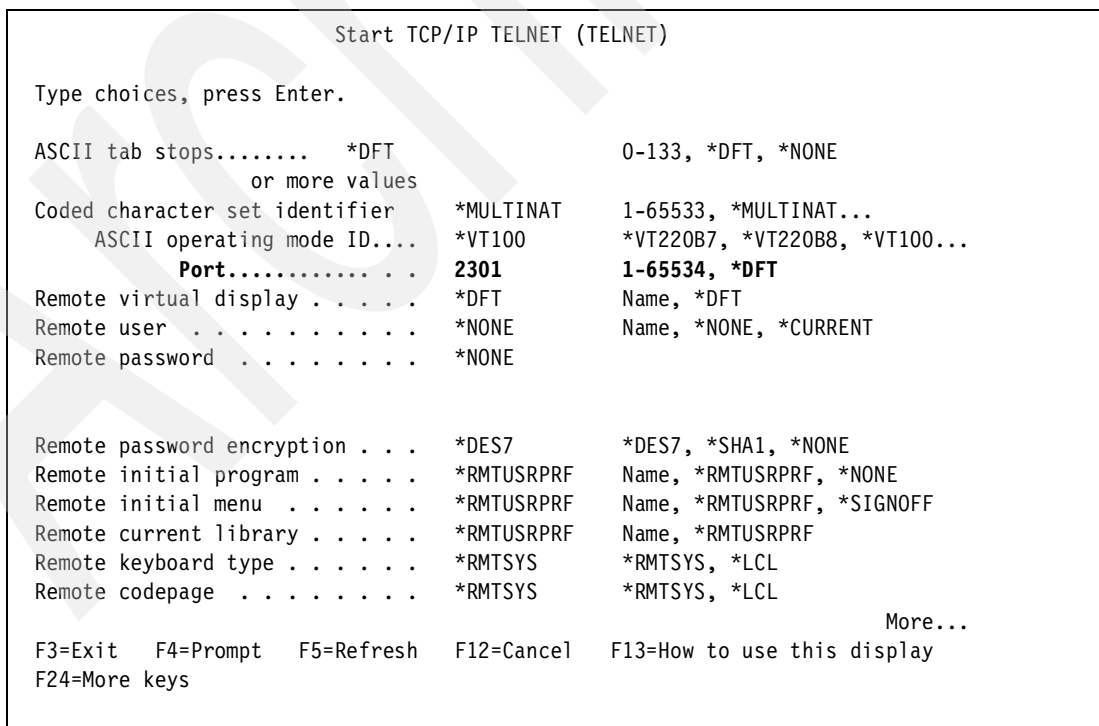 Start TCP/IP TELNET (TELNET)
Type choices, press Enter.
ASCII tab stops........ *DFT 0-133, *DFT, *NONE
or more values
Coded character set identifier *MULTINAT 1-65533, *MULTINAT...
ASCII operating mode ID.... *VT100 *VT220B7, *VT220B8, *VT100...
Port............ . . 2301 1-65534, *DFT
Remote virtual display . . . . . *DFT Name, *DFT
Remote user . . . . . . . . . . *NONE Name, *NONE, *CURRENT
Remote password . . . . . . . . *NONE
Remote password encryption . . . *DES7 *DES7, *SHA1, *NONE
Remote initial program . . . . . *RMTUSRPRF Name, *RMTUSRPRF, *NONE
Remote initial menu . . . . . . *RMTUSRPRF Name, *RMTUSRPRF, *SIGNOFF
Remote current library . . . . . *RMTUSRPRF Name, *RMTUSRPRF
Remote keyboard type . . . . . . *RMTSYS *RMTSYS, *LCL
Remote codepage . . . . . . . . *RMTSYS *RMTSYS, *LCL
More...
F3=Exit F4=Prompt F5=Refresh F12=Cancel F13=How to use this display
F24=More keys